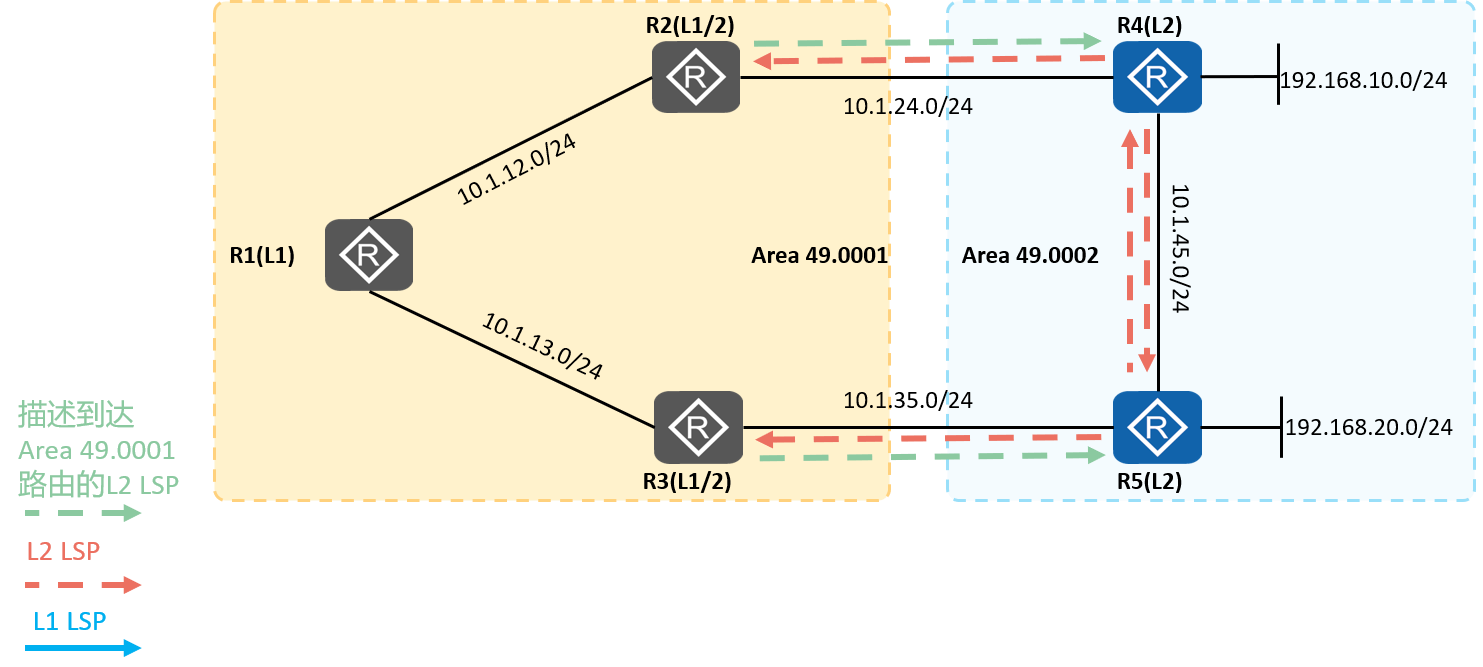 R2(L1/2)
R4(L2)
R
R
192.168.10.0/24
10.1.24.0/24
10.1.12.0/24
10.1.45.0/24
R1(L1)
R
Area 49.0001
Area 49.0002
10.1.13.0/24
10.1.35.0/24
R
R
192.168.20.0/24
R3(L1/2)
R5(L2)
描述到达
Area 49.0001
路由的L2 LSP
L2 LSP
L1 LSP